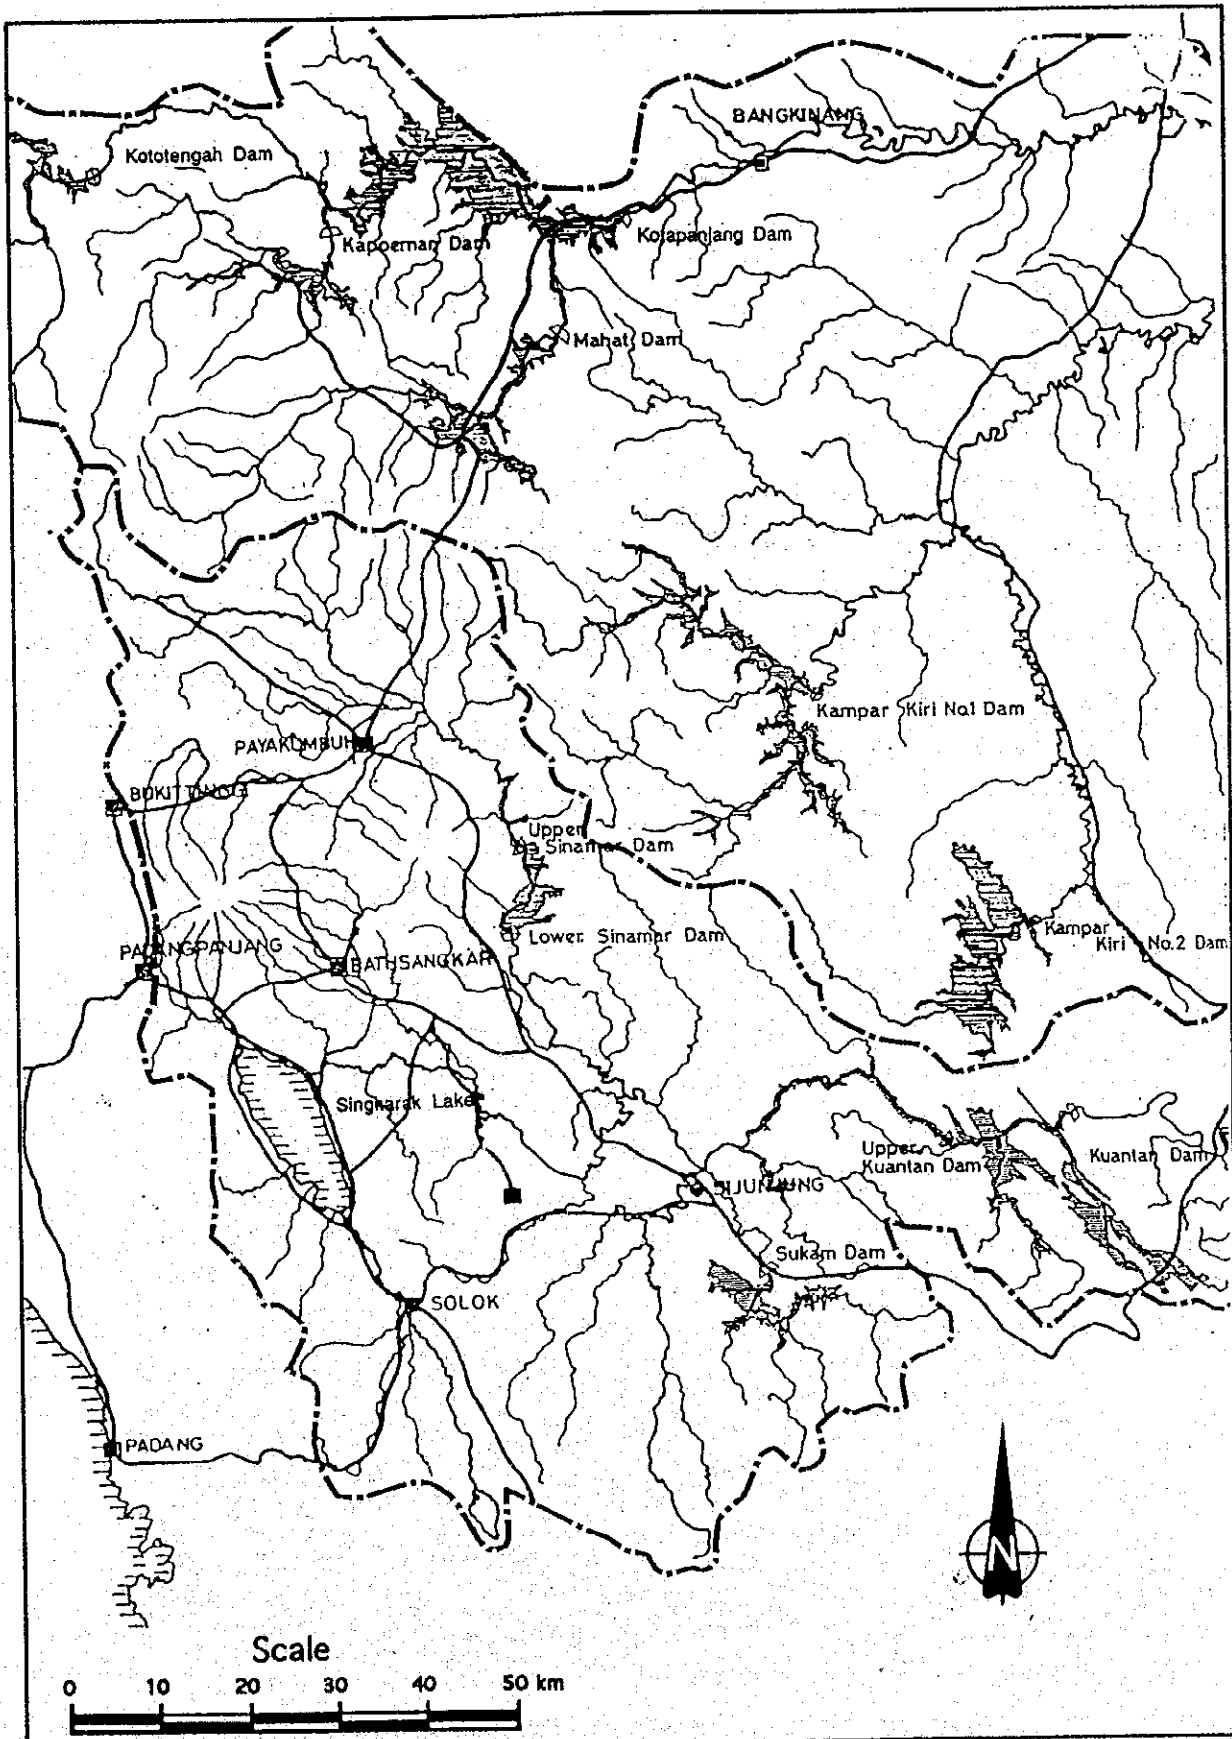 BANGKINANG
Kototengah Dam
Kapoernan Dam
Kotapanjang Dam
Mahat Dam
Kampar Kiri No.1 Dam
PAYAKUMBUH
BUKITTINGGI
Upper
Sinamar Dam
Lower Sinamar Dam
Kampar
Kiri No.2 Dam
PADANGPANJANG
BATHSANGKAR
Singkarak Lake
Upper
Kuantan Dam
Kuantan Dam
SIJUNJUNG
Sukam Dam
SOLOK
PADANG
N
Scale
0 10 20 30 40 50 km